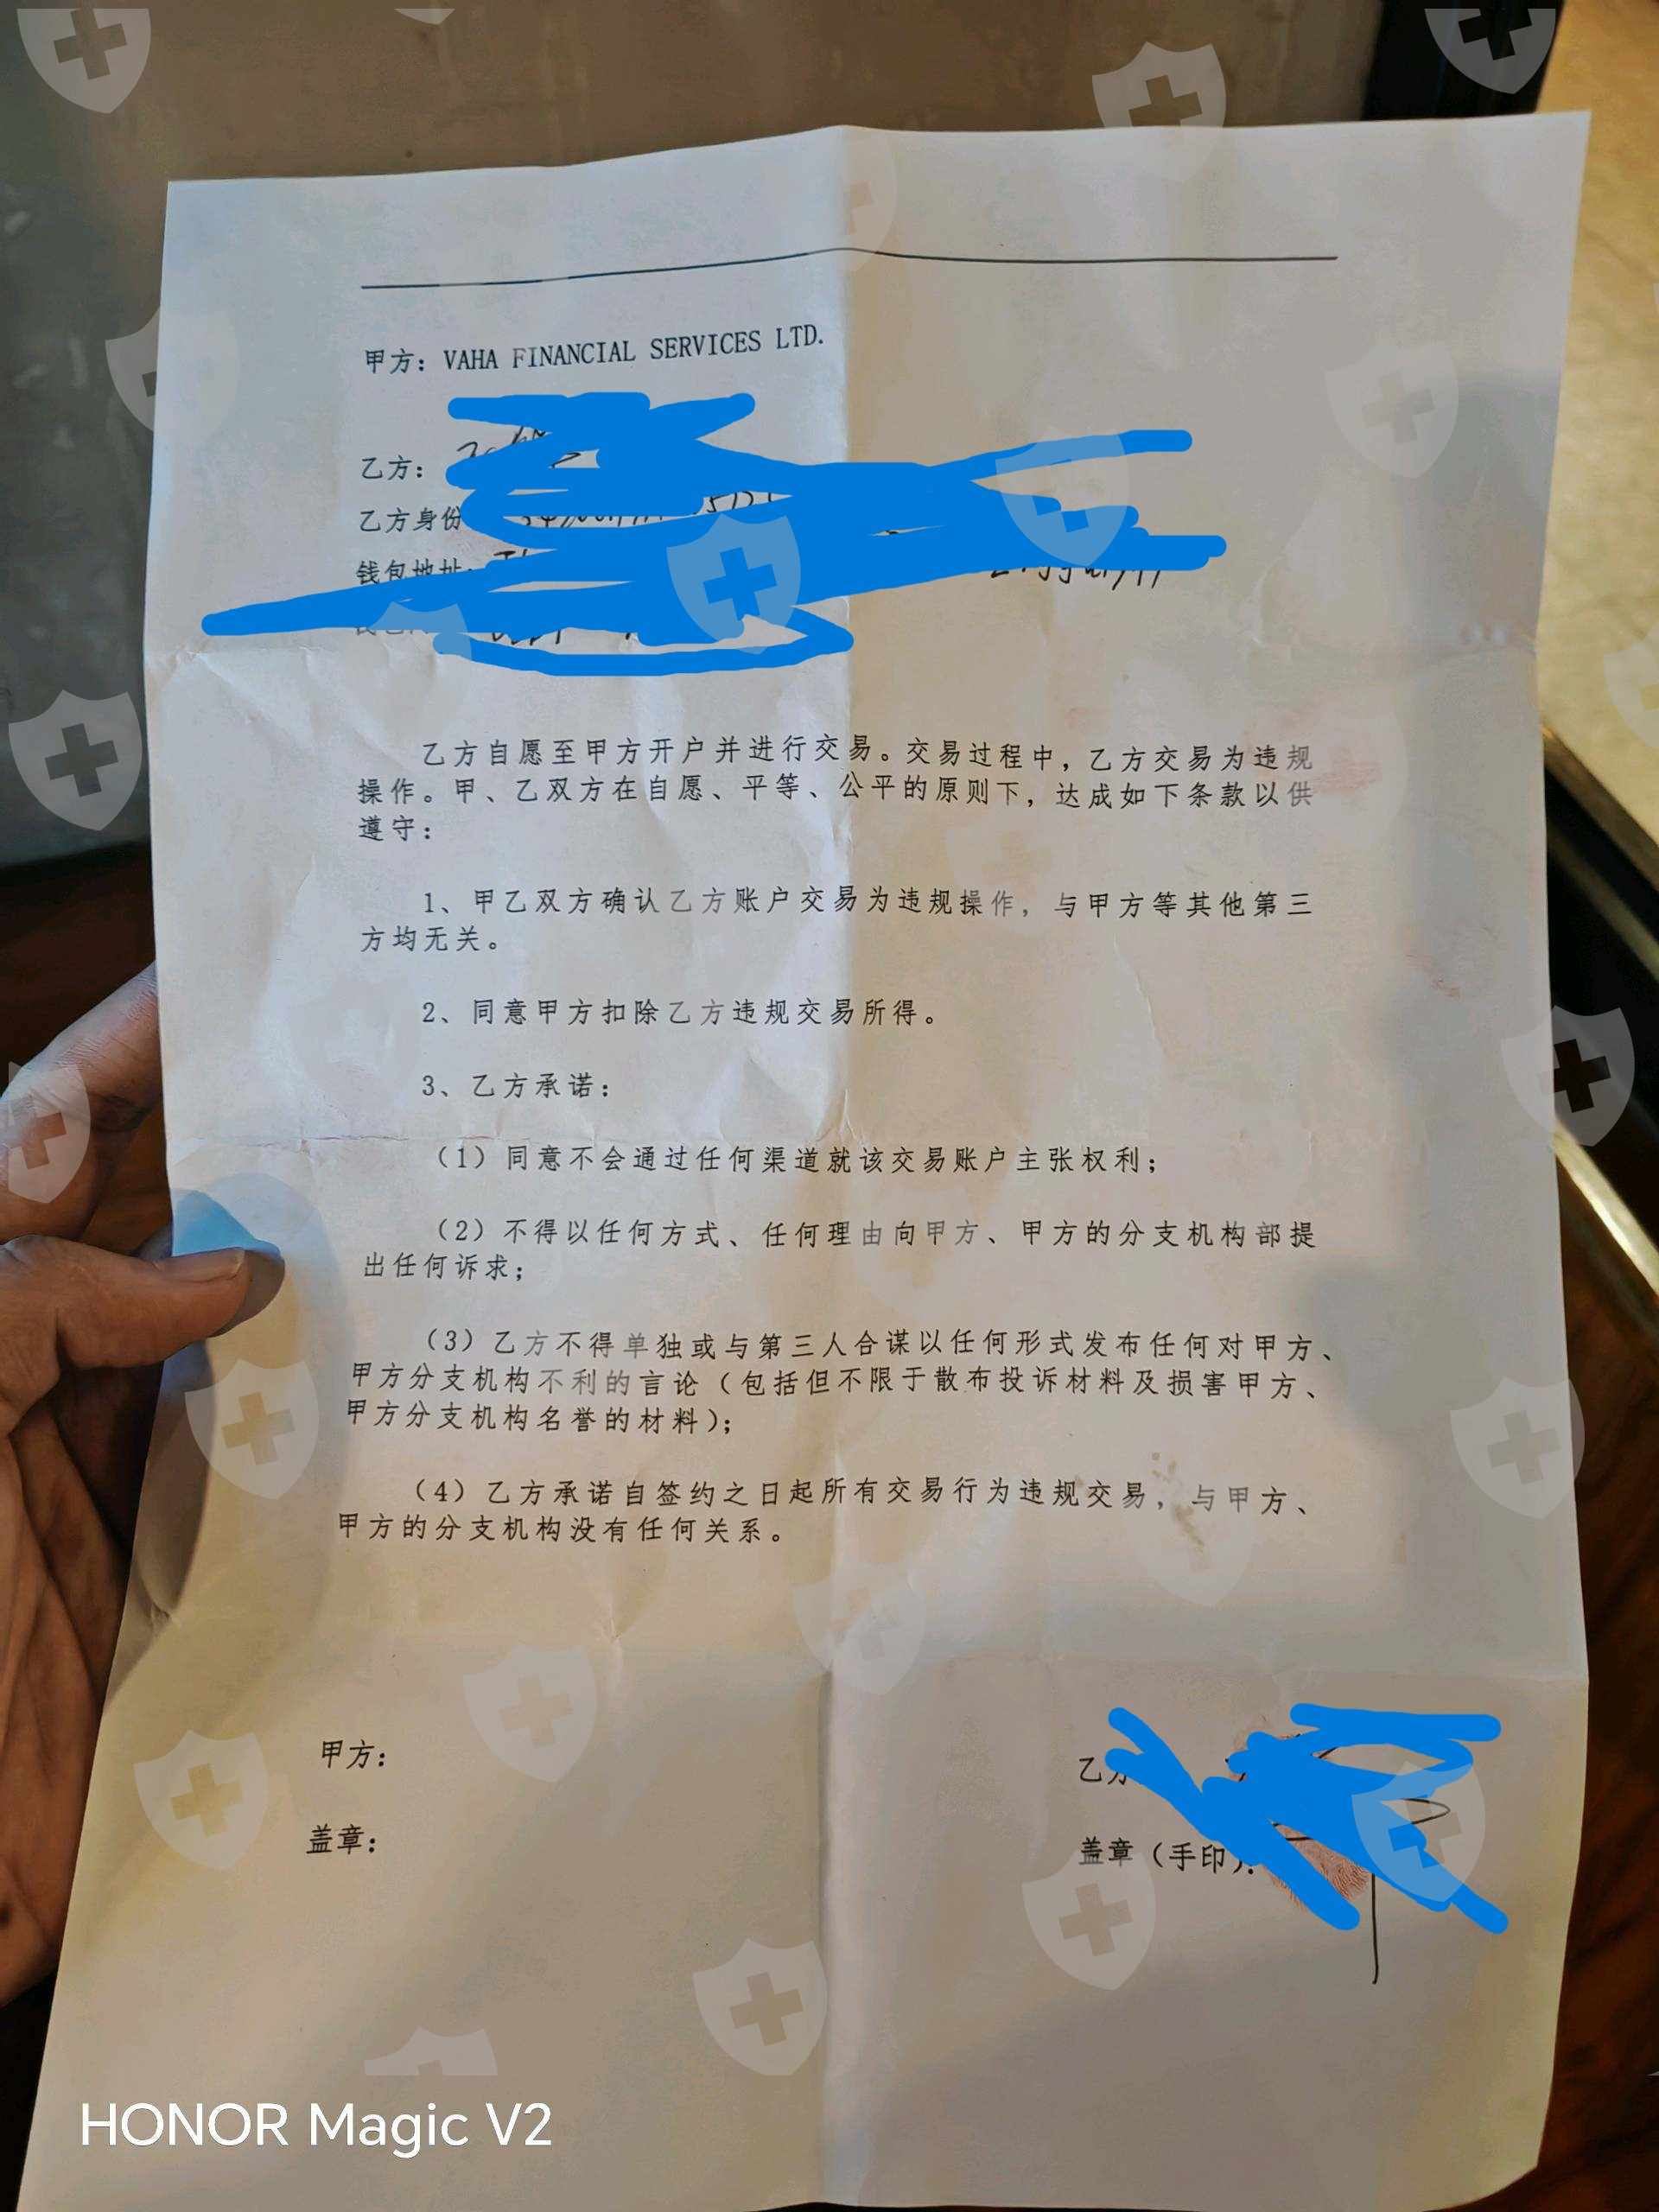 甲方：VAHA FINANCIAL SERVICES LTD.
乙方：
乙方身份
钱包地址：
乙方自愿至甲方开户并进行交易。交易过程中，乙方交易为违规
操作。甲、乙双方在自愿、平等、公平的原则下，达成如下条款以供
遵守：
1、甲乙双方确认乙方账户交易为违规操作，与甲方等其他第三
方均无关。
2、同意甲方扣除乙方违规交易所得。
3、乙方承诺：
（1）同意不会通过任何渠道就该交易账户主张权利；
（2）不得以任何方式、任何理由向甲方、甲方的分支机构部提
出任何诉求；
（3）乙方不得单独或与第三人合谋以任何形式发布任何对甲方、
甲方分支机构不利的言论（包括但不限于散布投诉材料及损害甲方、
甲方分支机构名誉的材料）；
（4）乙方承诺自签约之日起所有交易行为违规交易，与甲方、
甲方的分支机构没有任何关系。
甲方：
乙方
盖章：
盖章（手印）：
HONOR Magic V2